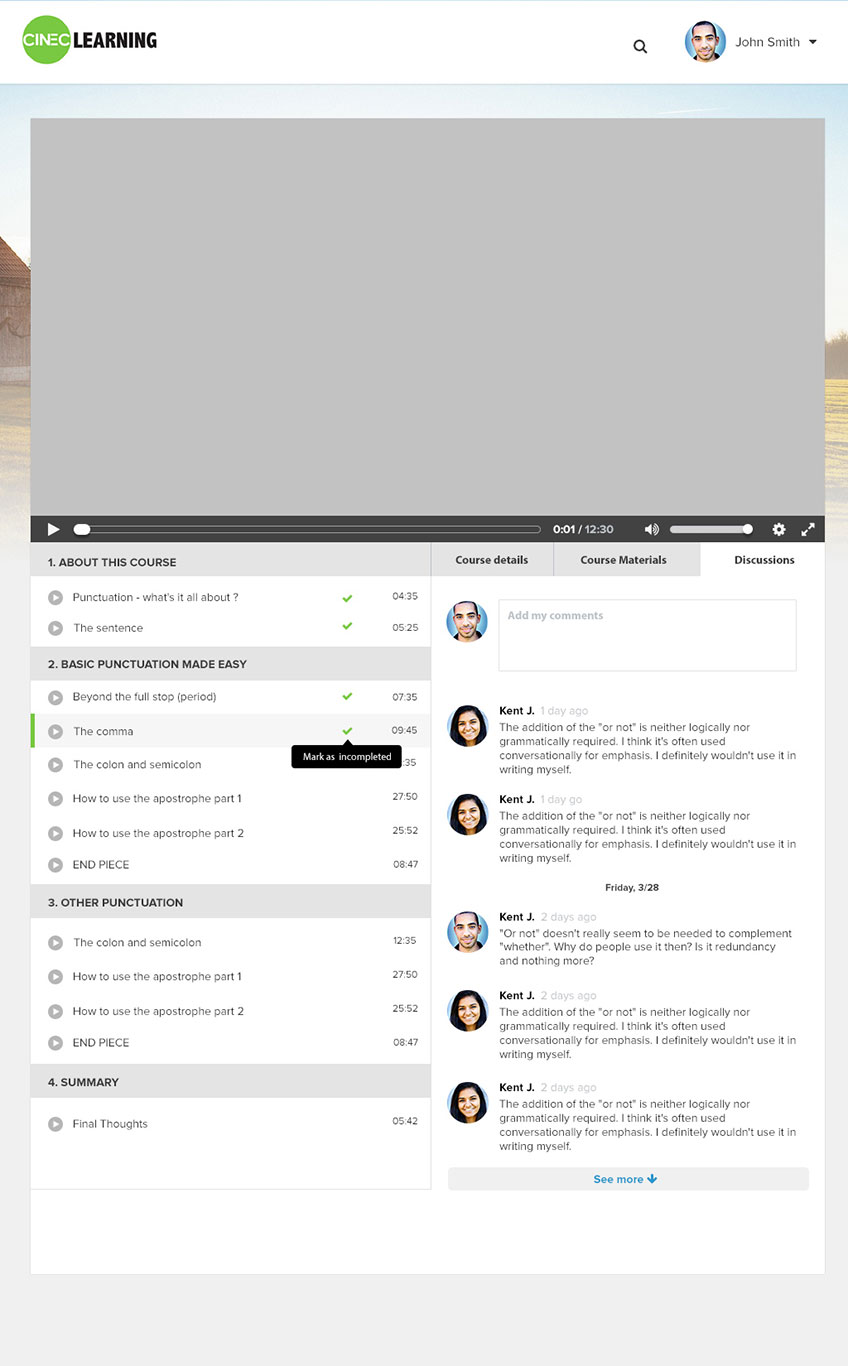 CINEC LEARNING
John Smith
0:01 / 12:30
1. ABOUT THIS COURSE
Punctuation - what's it all about ? 04:35
The sentence 05:25
2. BASIC PUNCTUATION MADE EASY
Beyond the full stop (period) 07:35
The comma 09:45
Mark as incompleted
The colon and semicolon :35
How to use the apostrophe part 1 27:50
How to use the apostrophe part 2 25:52
END PIECE 08:47
3. OTHER PUNCTUATION
The colon and semicolon 12:35
How to use the apostrophe part 1 27:50
How to use the apostrophe part 2 25:52
END PIECE 08:47
4. SUMMARY
Final Thoughts 05:42
Course details Course Materials Discussions
Add my comments
Kent J. 1 day ago
The addition of the "or not" is neither logically nor
grammatically required. I think it's often used
conversationally for emphasis. I definitely wouldn't use it in
writing myself.
Kent J. 1 day go
The addition of the "or not" is neither logically nor
grammatically required. I think it's often used
conversationally for emphasis. I definitely wouldn't use it in
writing myself.
Friday, 3/28
Kent J. 2 days ago
"Or not" doesn't really seem to be needed to complement
"whether". Why do people use it then? Is it redundancy
and nothing more?
Kent J. 2 days ago
The addition of the "or not" is neither logically nor
grammatically required. I think it's often used
conversationally for emphasis. I definitely wouldn't use it in
writing myself.
Kent J. 2 days ago
The addition of the "or not" is neither logically nor
grammatically required. I think it's often used
conversationally for emphasis. I definitely wouldn't use it in
writing myself.
See more